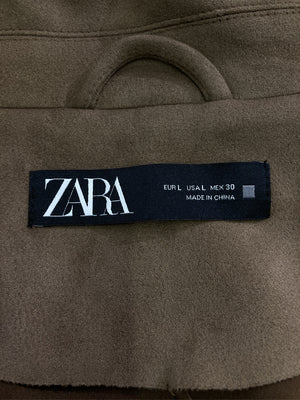 ZARA
EUR L USA L MEX 30
MADE IN CHINA